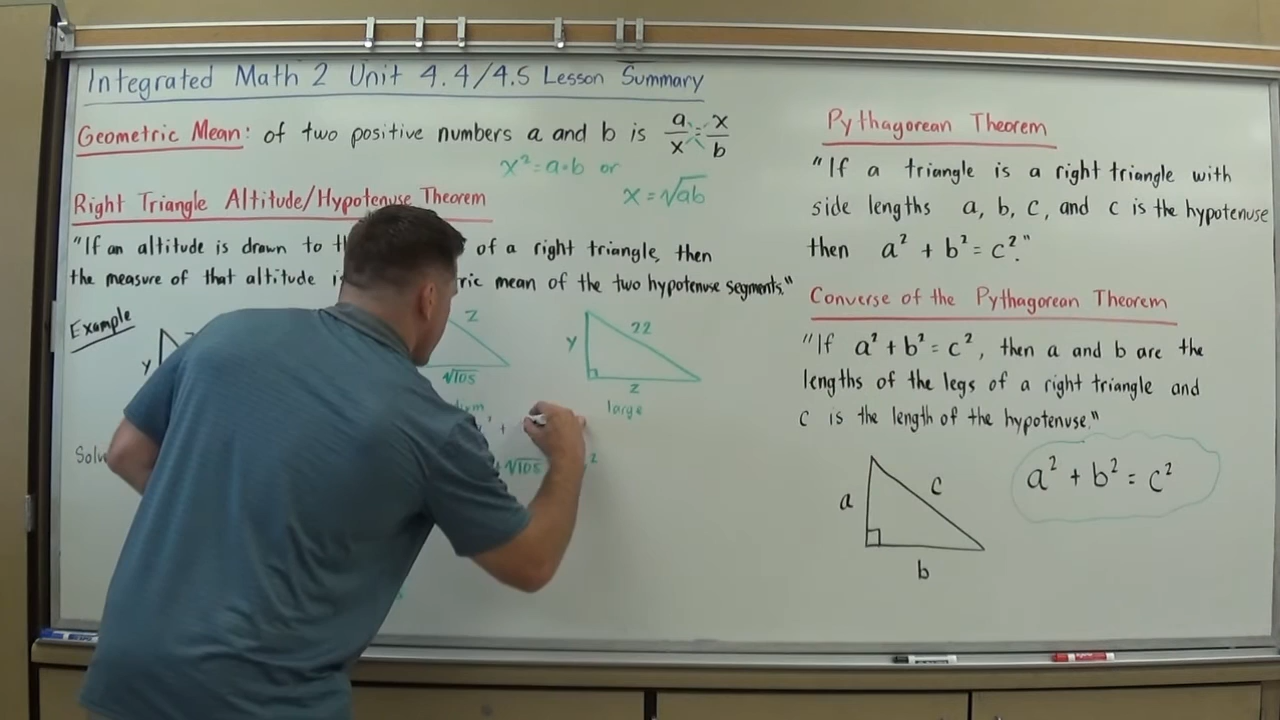 Integrated Math 2 Unit 4.4/4.5 Lesson Summary
Geometric Mean: of two positive numbers a and b is a/x = x/b
x² = a·b or
x = √ab
Right Triangle Altitude/Hypotenuse Theorem
"If an altitude is drawn to of a right triangle, then
the measure of that altitude mean of the two hypotenuse segments."
Example
y
z
√105
y
22
z
large
+
√105 ²
Pythagorean Theorem
"If a triangle is a right triangle with
side lengths a, b, c, and c is the hypotenuse
then a² + b² = c²."
Converse of the Pythagorean Theorem
"If a² + b² = c², then a and b are the
lengths of the legs of a right triangle and
c is the length of the hypotenuse."
a² + b² = c²
a
c
b